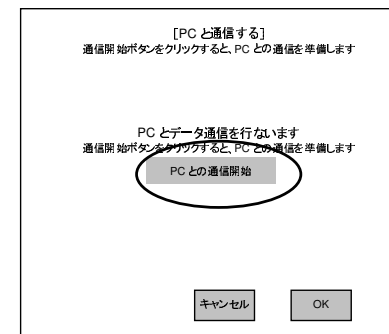 [PC と通信する]
通信開始ボタンをクリックすると、PC との通信を準備します
PC とデータ通信を行ないます
通信開始ボタンをクリックすると、PC との通信を準備します
PC との通信開始
キャンセル OK